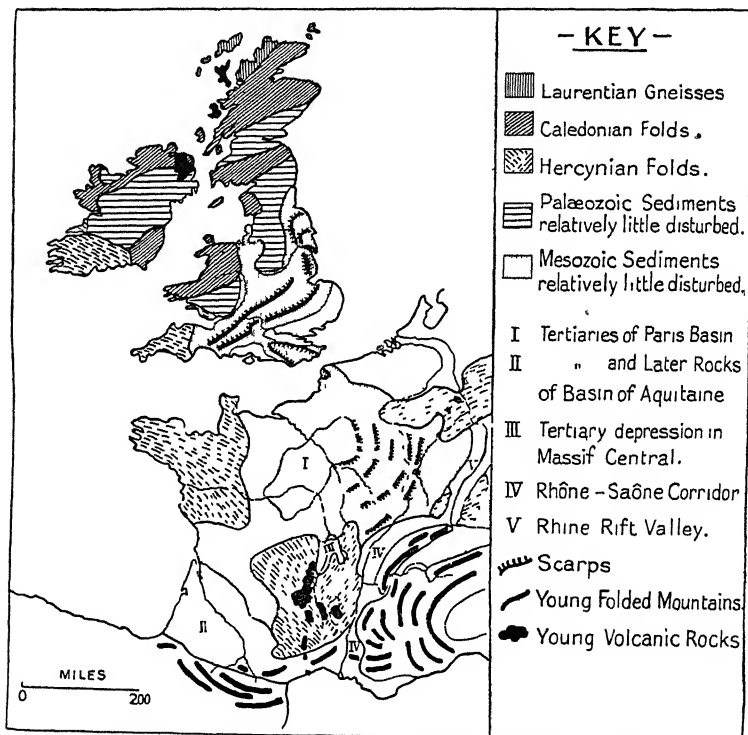 – KEY –
Laurentian Gneisses
Caledonian Folds.
Hercynian Folds.
Palæozoic Sediments
relatively little disturbed.
Mesozoic Sediments
relatively little disturbed.
I Tertiaries of Paris Basin
II " and Later Rocks
of Basin of Aquitaine
III Tertiary depression in
Massif Central.
IV Rhône – Saône Corridor
V Rhine Rift Valley.
Scarps
Young Folded Mountains.
Young Volcanic Rocks
I
V
III
IV
II
IV
MILES
0 200